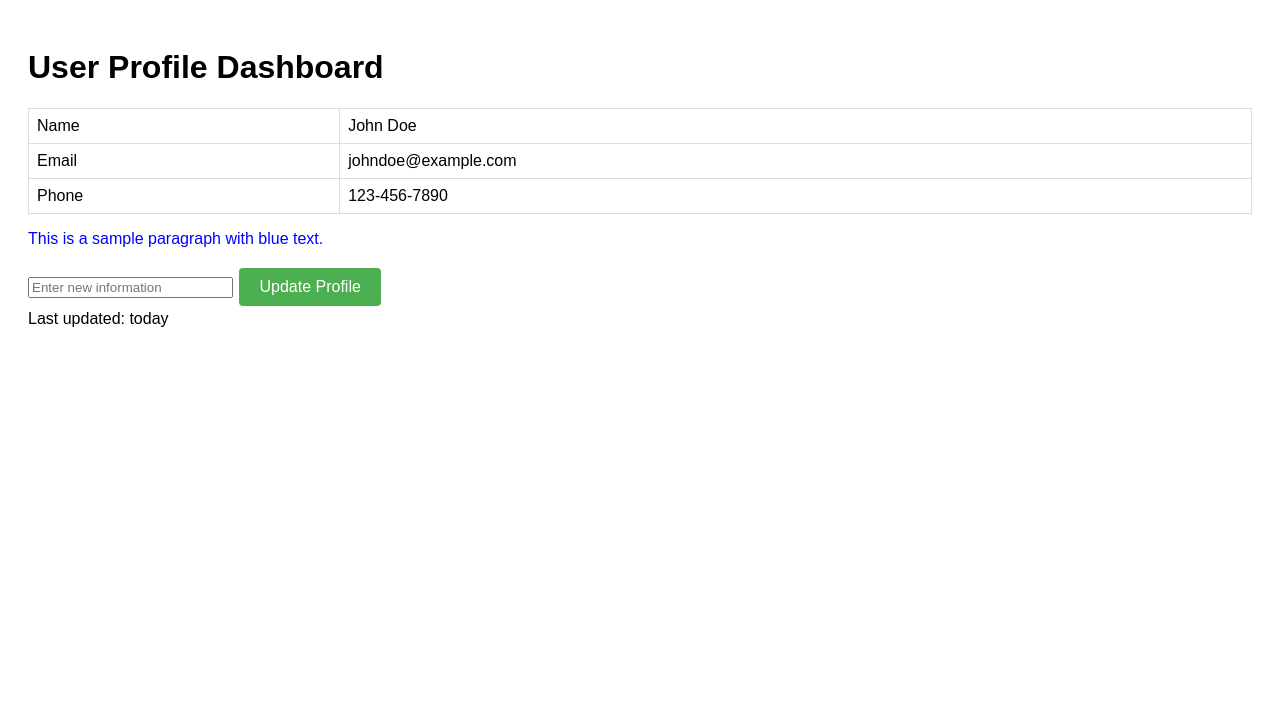 User Profile Dashboard
Name John Doe
Email johndoe@example.com
Phone 123-456-7890
This is a sample paragraph with blue text.
Enter new information Update Profile
Last updated: today